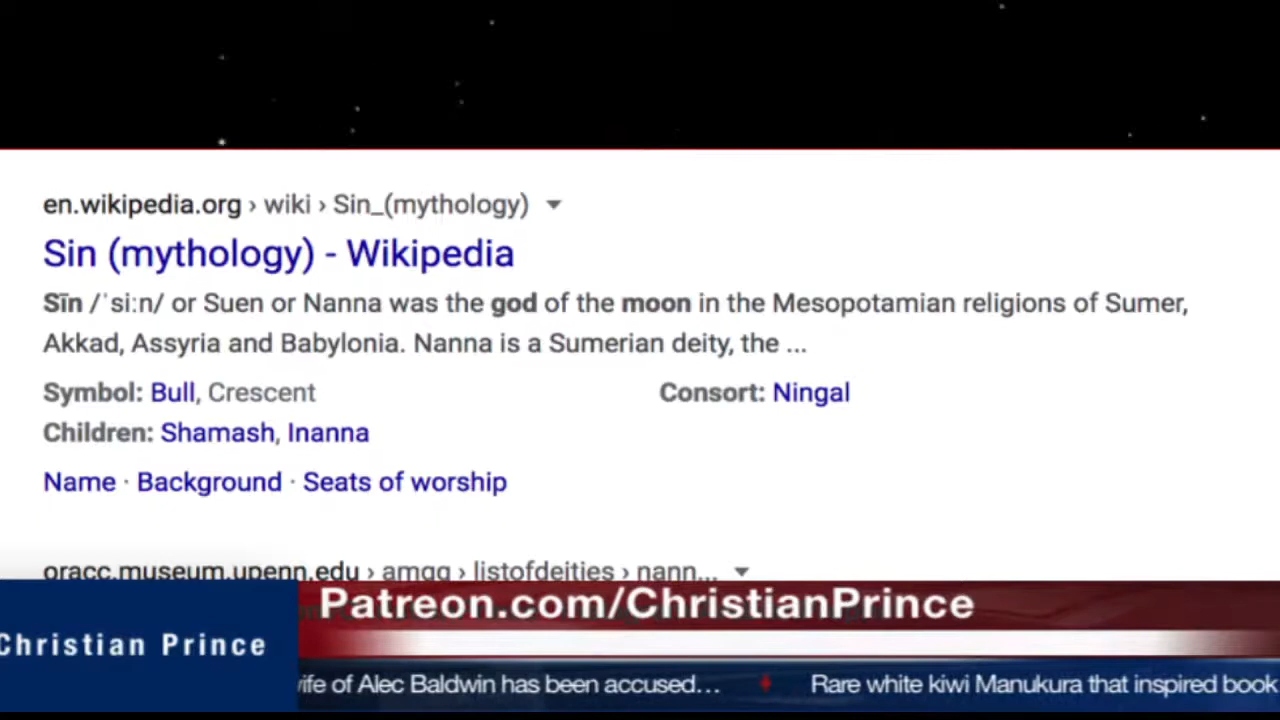 en.wikipedia.org › wiki › Sin_(mythology)
Sin (mythology) - Wikipedia
Sīn /ˈsiːn/ or Suen or Nanna was the god of the moon in the Mesopotamian religions of Sumer,
Akkad, Assyria and Babylonia. Nanna is a Sumerian deity, the ...
Symbol: Bull, Crescent
Consort: Ningal
Children: Shamash, Inanna
Name · Background · Seats of worship
oracc.museum.upenn.edu › amgg › listofdeities › nann...
Patreon.com/ChristianPrince
Christian Prince
of Alec Baldwin has been accused...
Rare white kiwi Manukura that inspired book